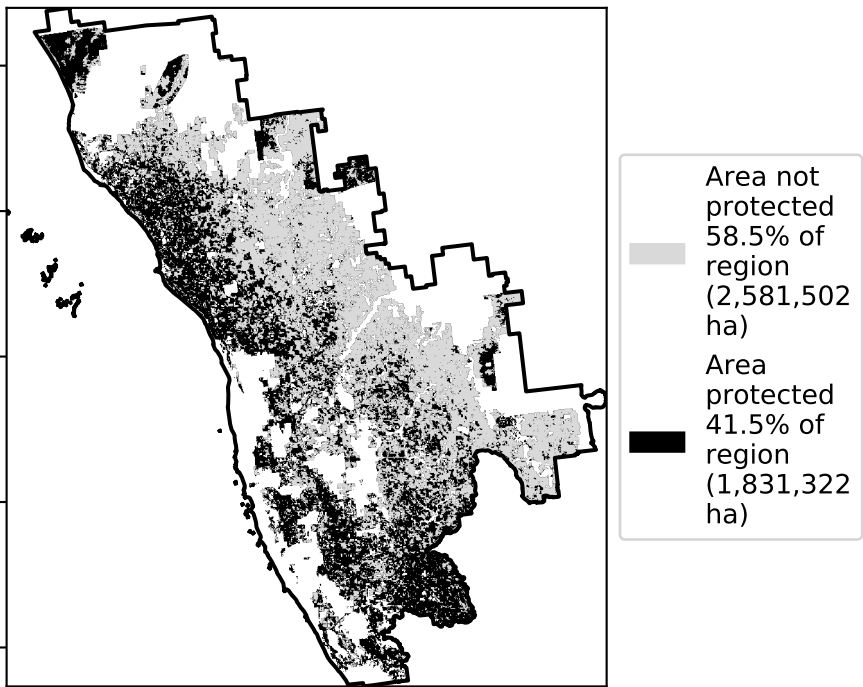 Area not
protected
58.5% of
region
(2,581,502
ha)
Area
protected
41.5% of
region
(1,831,322
ha)